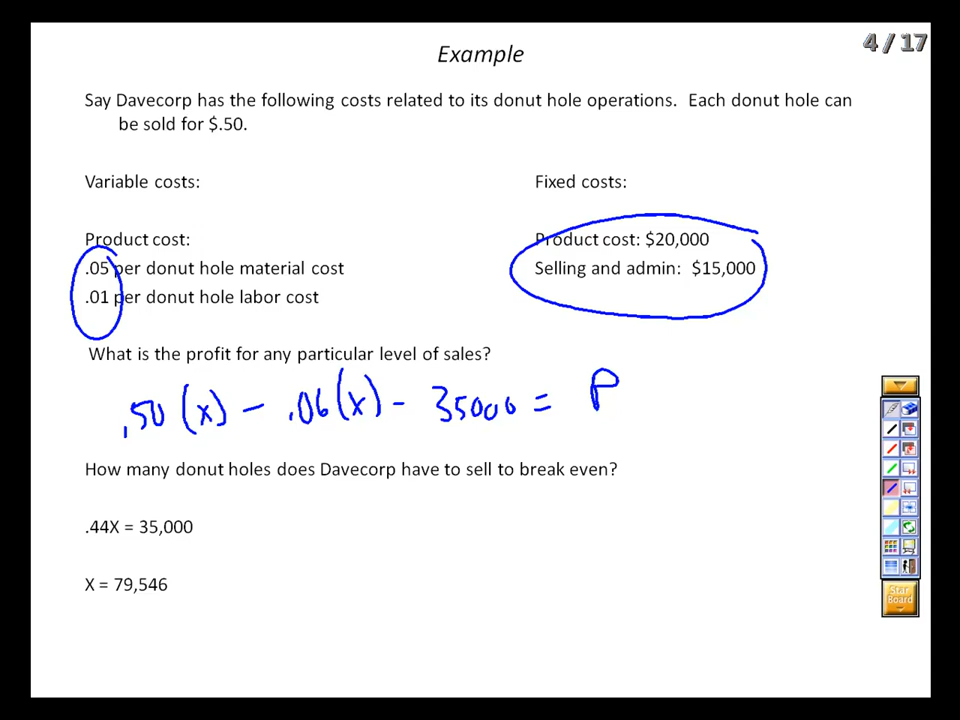 4 / 17
Example
Say Davecorp has the following costs related to its donut hole operations. Each donut hole can
be sold for $.50.
Variable costs:
Fixed costs:
Product cost:
Product cost: $20,000
.05 per donut hole material cost
Selling and admin: $15,000
.01 per donut hole labor cost
What is the profit for any particular level of sales?
.50 (x) - .06 (x) - 35000 = P
How many donut holes does Davecorp have to sell to break even?
.44X = 35,000
X = 79,546
Star
Board